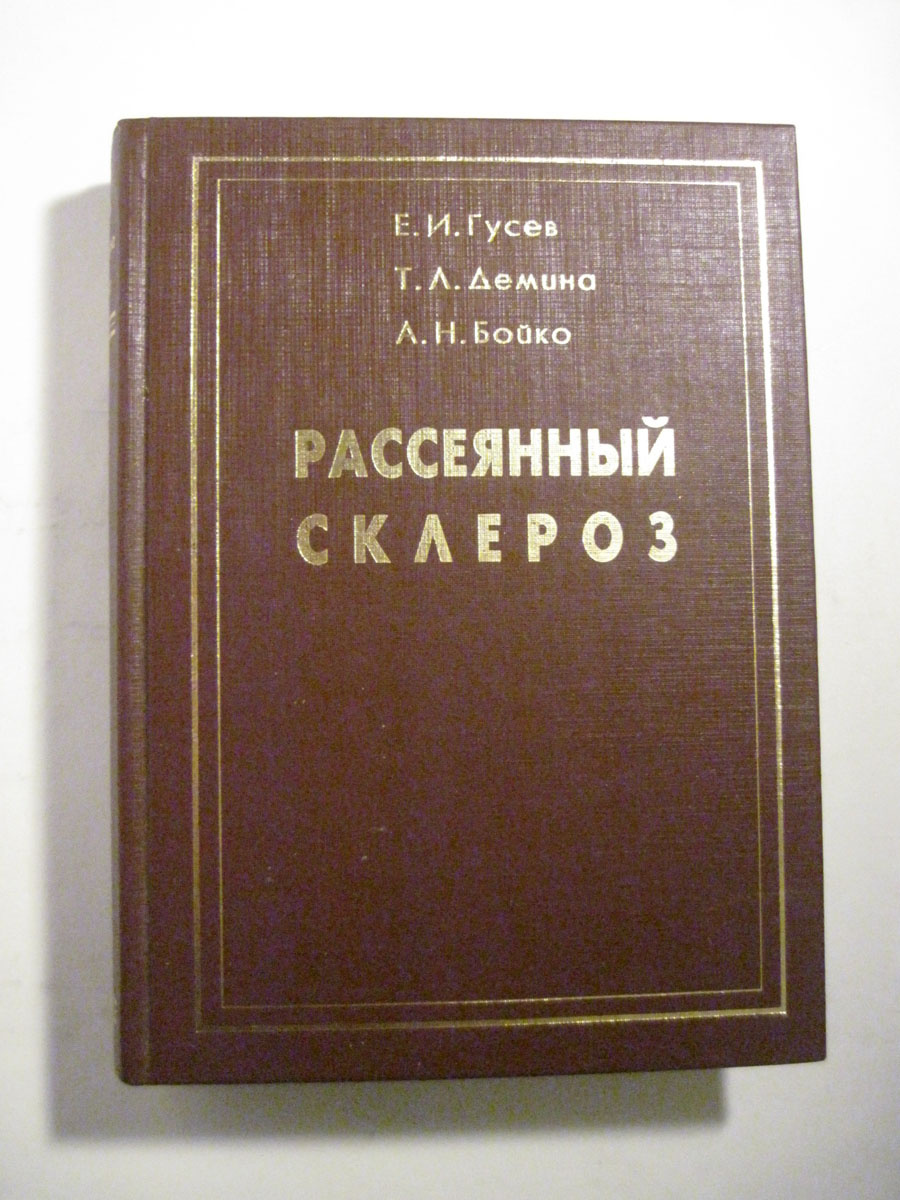 Е. И. Гусев
Т. Л. Демина
А. Н. Бойко
РАССЕЯННЫЙ
СКЛЕРОЗ